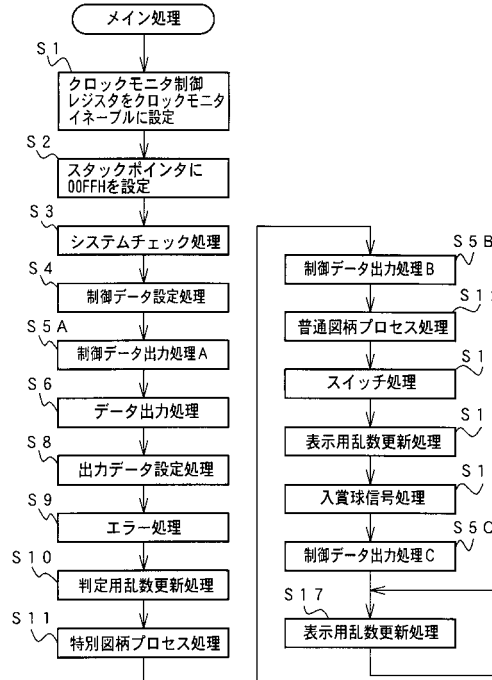 メイン処理
S1
クロックモニタ制御
レジスタをクロックモニタ
イネーブルに設定
S2
スタックポインタに
00FFHを設定
S3
システムチェック処理
S4
制御データ設定処理
S5A
制御データ出力処理A
S6
データ出力処理
S8
出力データ設定処理
S9
エラー処理
S10
判定用乱数更新処理
S11
特別図柄プロセス処理
S5B
制御データ出力処理B
普通図柄プロセス処理
スイッチ処理
表示用乱数更新処理
入賞球信号処理
S5C
制御データ出力処理C
S17
表示用乱数更新処理